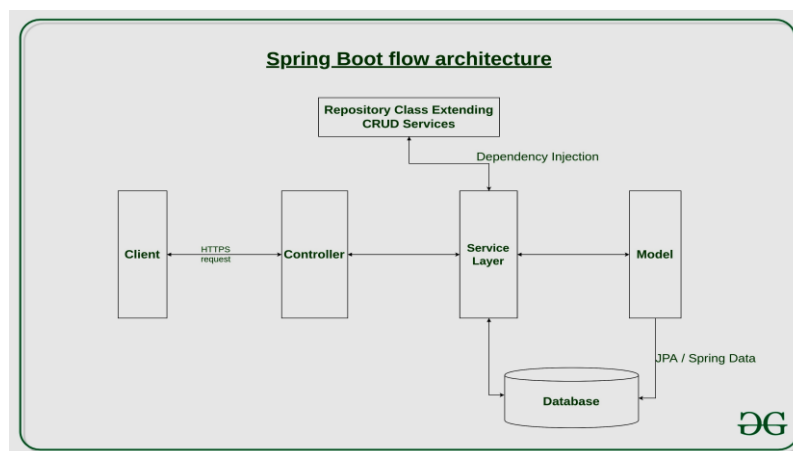 Spring Boot flow architecture
Repository Class Extending
CRUD Services
Dependency Injection
Client
HTTPS
request
Controller
Service
Layer
Model
JPA / Spring Data
Database